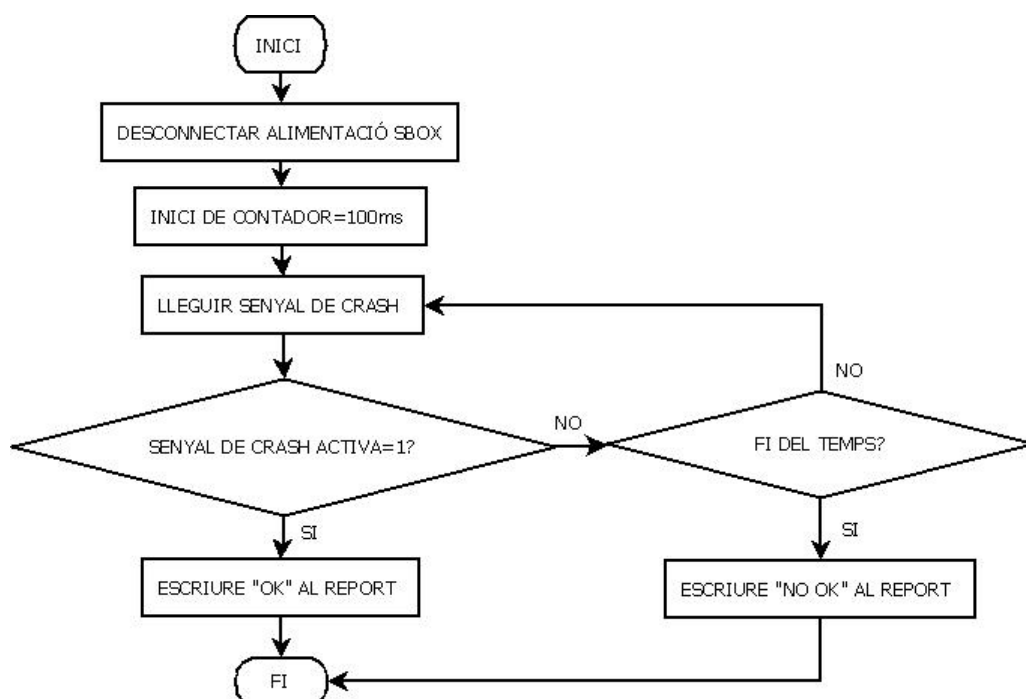 INICI
DESCONNECTAR ALIMENTACIÓ SBOX
INICI DE CONTADOR=100ms
LLEGUIR SENYAL DE CRASH
NO
SENYAL DE CRASH ACTIVA=1?
NO
FI DEL TEMPS?
SI
SI
ESCRIURE "OK" AL REPORT
ESCRIURE "NO OK" AL REPORT
FI